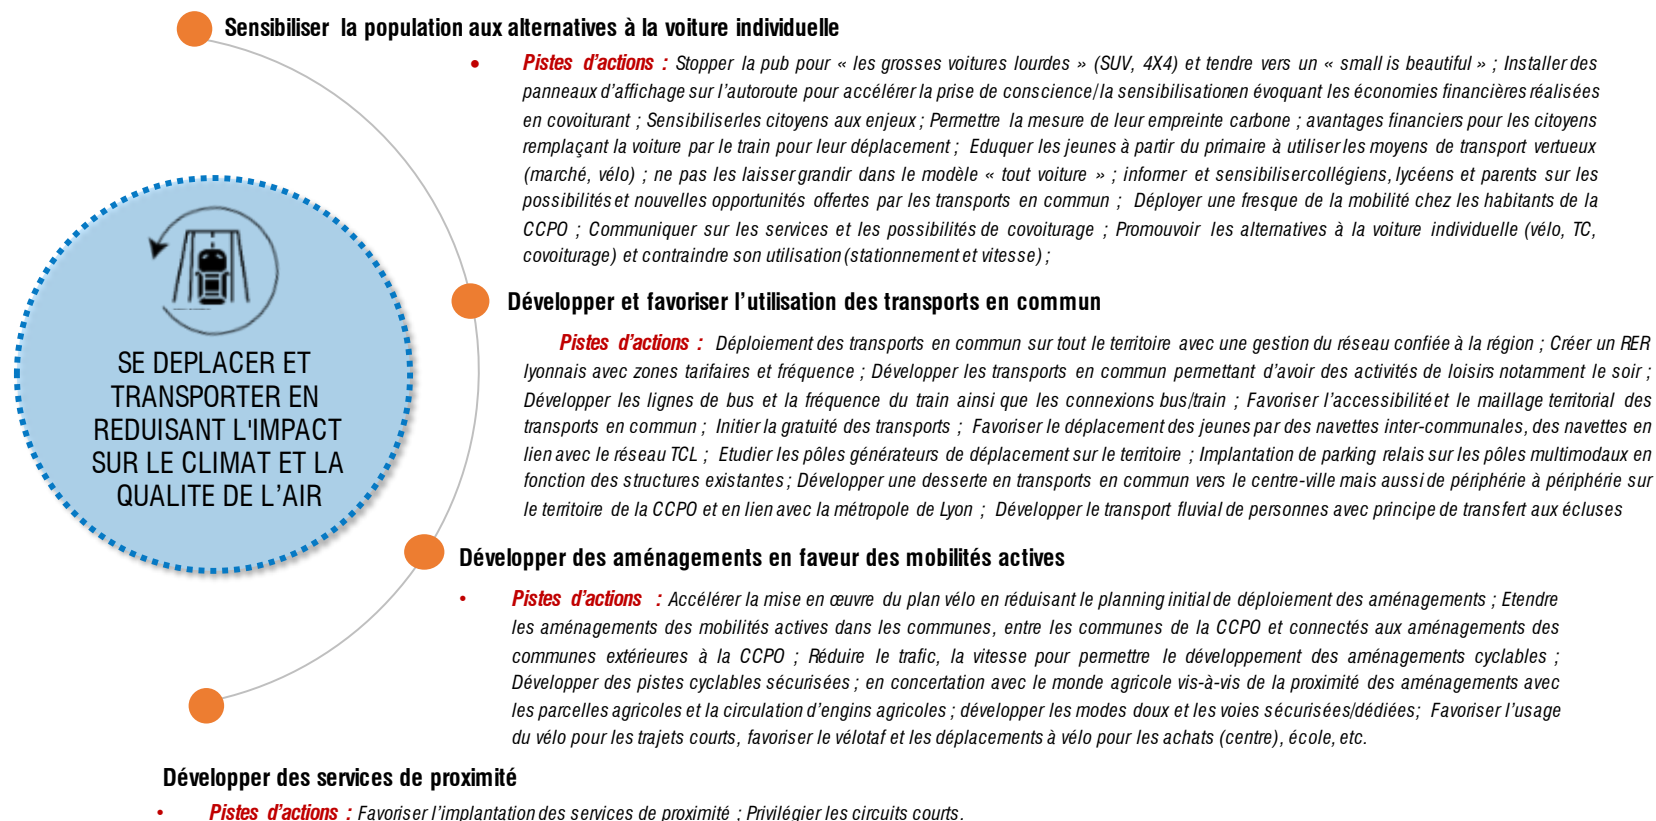 Sensibiliser la population aux alternatives à la voiture individuelle
• Pistes d’actions : Stopper la pub pour « les grosses voitures lourdes » (SUV, 4X4) et tendre vers un « small is beautiful » ; Installer des
panneaux d’affichage sur l’autoroute pour accélérer la prise de conscience/la sensibilisationen évoquant les économies financières réalisées
en covoiturant ; Sensibiliserles citoyens aux enjeux ; Permettre la mesure de leur empreinte carbone ; avantages financiers pour les citoyens
remplaçant la voiture par le train pour leur déplacement ; Eduquer les jeunes à partir du primaire à utiliser les moyens de transport vertueux
(marché, vélo) ; ne pas les laisser grandir dans le modèle « tout voiture » ; informer et sensibiliser collégiens, lycéens et parents sur les
possibilités et nouvelles opportunités offertes par les transports en commun ; Déployer une fresque de la mobilité chez les habitants de la
CCPO ; Communiquer sur les services et les possibilités de covoiturage ; Promouvoir les alternatives à la voiture individuelle (vélo, TC,
covoiturage) et contraindre son utilisation (stationnement et vitesse) ;
SE DEPLACER ET
TRANSPORTER EN
REDUISANT L'IMPACT
SUR LE CLIMAT ET LA
QUALITE DE L’AIR
Développer et favoriser l’utilisation des transports en commun
Pistes d’actions : Déploiement des transports en commun sur tout le territoire avec une gestion du réseau confiée à la région ; Créer un RER
lyonnais avec zones tarifaires et fréquence ; Développer les transports en commun permettant d’avoir des activités de loisirs notamment le soir ;
Développer les lignes de bus et la fréquence du train ainsi que les connexions bus/train ; Favoriser l’accessibilité et le maillage territorial des
transports en commun ; Initier la gratuité des transports ; Favoriser le déplacement des jeunes par des navettes inter-communales, des navettes en
lien avec le réseau TCL ; Etudier les pôles générateurs de déplacement sur le territoire ; Implantation de parking relais sur les pôles multimodaux en
fonction des structures existantes ; Développer une desserte en transports en commun vers le centre-ville mais aussi de périphérie à périphérie sur
le territoire de la CCPO et en lien avec la métropole de Lyon ; Développer le transport fluvial de personnes avec principe de transfert aux écluses
Développer des aménagements en faveur des mobilités actives
• Pistes d’actions : Accélérer la mise en œuvre du plan vélo en réduisant le planning initial de déploiement des aménagements ; Etendre
les aménagements des mobilités actives dans les communes, entre les communes de la CCPO et connectés aux aménagements des
communes extérieures à la CCPO ; Réduire le trafic, la vitesse pour permettre le développement des aménagements cyclables ;
Développer des pistes cyclables sécurisées ; en concertation avec le monde agricole vis-à-vis de la proximité des aménagements avec
les parcelles agricoles et la circulation d’engins agricoles ; développer les modes doux et les voies sécurisées/dédiées; Favoriser l’usage
du vélo pour les trajets courts, favoriser le vélotaf et les déplacements à vélo pour les achats (centre), école, etc.
Développer des services de proximité
• Pistes d’actions : Favoriser l’implantation des services de proximité ; Privilégier les circuits courts.